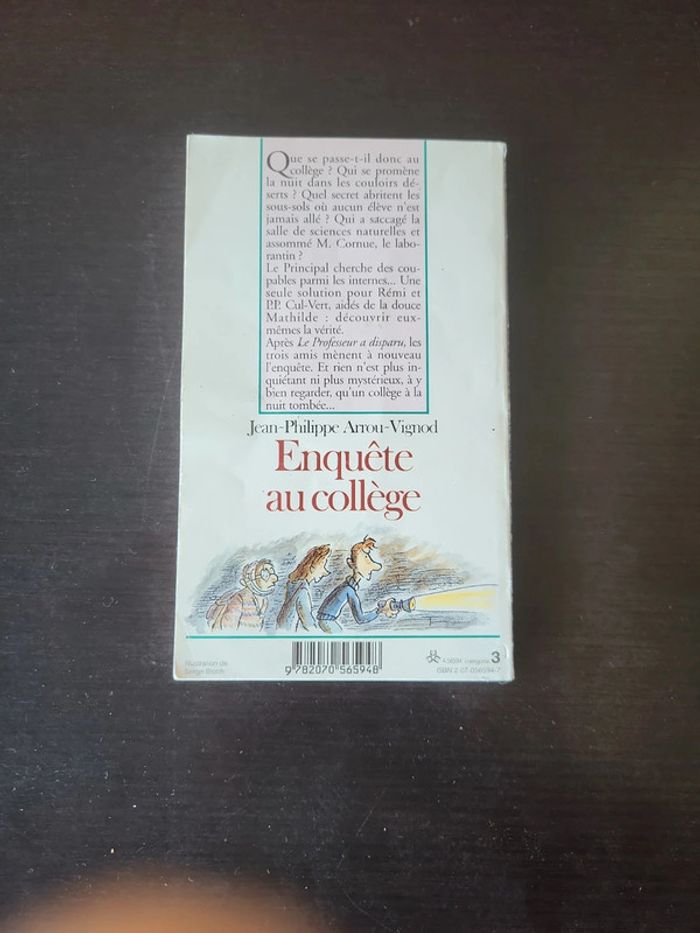 Que se passe-t-il donc au
collège ? Qui se promène
la nuit dans les couloirs dé-
serts ? Quel secret abritent les
sous-sols où aucun élève n'est
jamais allé ? Qui a saccagé la
salle de sciences naturelles et
assommé M. Cornue, le labo-
rantin ?
Le Principal cherche des cou-
pables parmi les internes... Une
seule solution pour Rémi et
P.P. Cul-Vert, aidés de la douce
Mathilde : découvrir eux-
mêmes la vérité.
Après Le Professeur a disparu, les
trois amis mènent à nouveau
l'enquête. Et rien n'est plus in-
quiétant ni plus mystérieux, à y
bien regarder, qu'un collège à la
nuit tombée...
Jean-Philippe Arrou-Vignod
Enquête
au collège
Illustration de
Serge Bloch
9 782070 565948
A 56594 catégorie 3
ISBN 2-07-056594-7